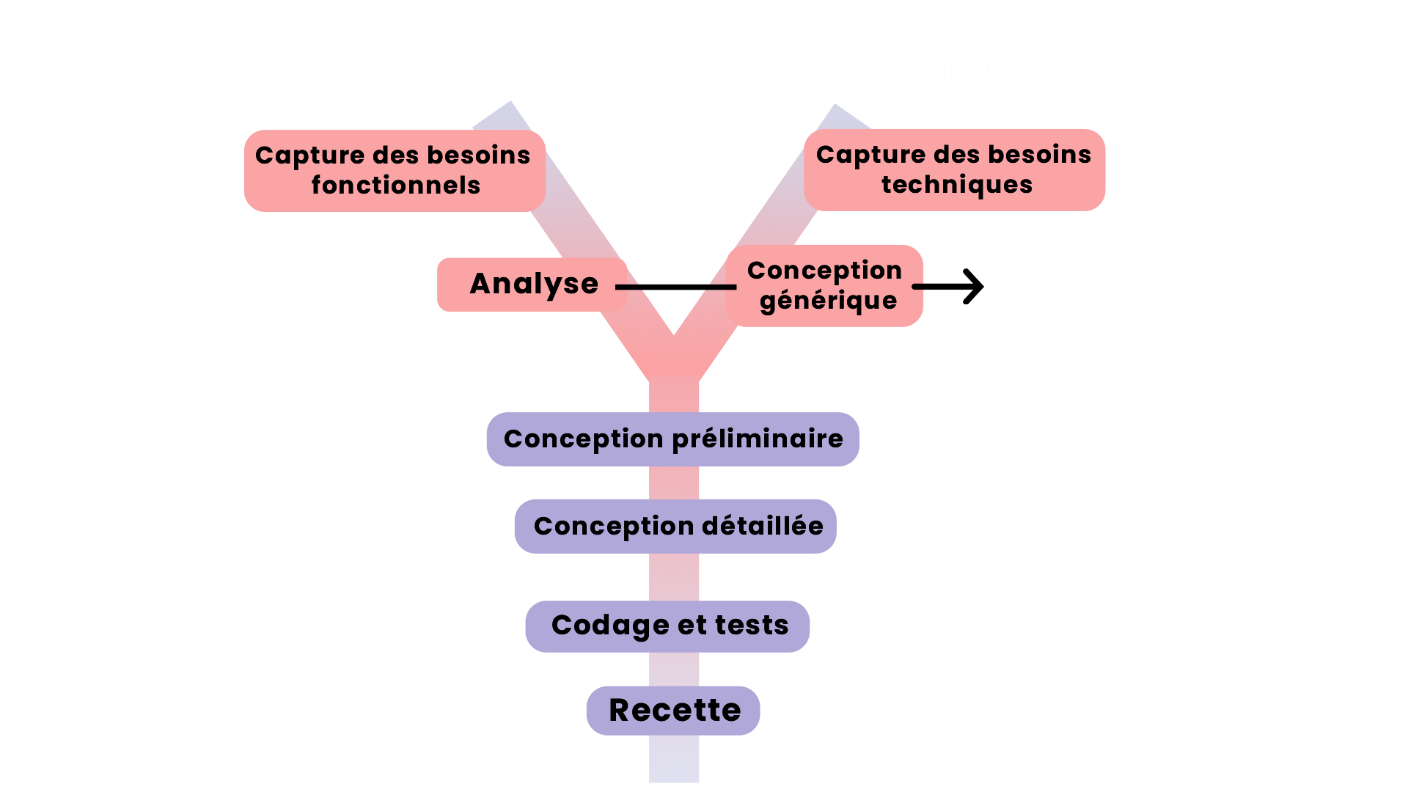 Capture des besoins
fonctionnels
Capture des besoins
techniques
Analyse
Conception
générique
Conception préliminaire
Conception détaillée
Codage et tests
Recette